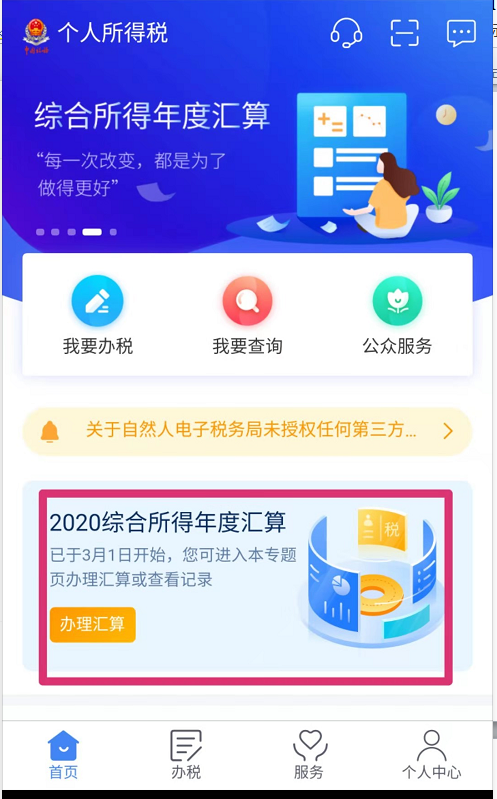 个人所得税
综合所得年度汇算
“每一次改变，都是为了
做得更好”
我要办税
我要查询
公众服务
关于自然人电子税务局未授权任何第三方...
2020综合所得年度汇算
已于3月1日开始，您可进入本专题
页办理汇算或查看记录
税
办理汇算
首页
办税
服务
个人中心